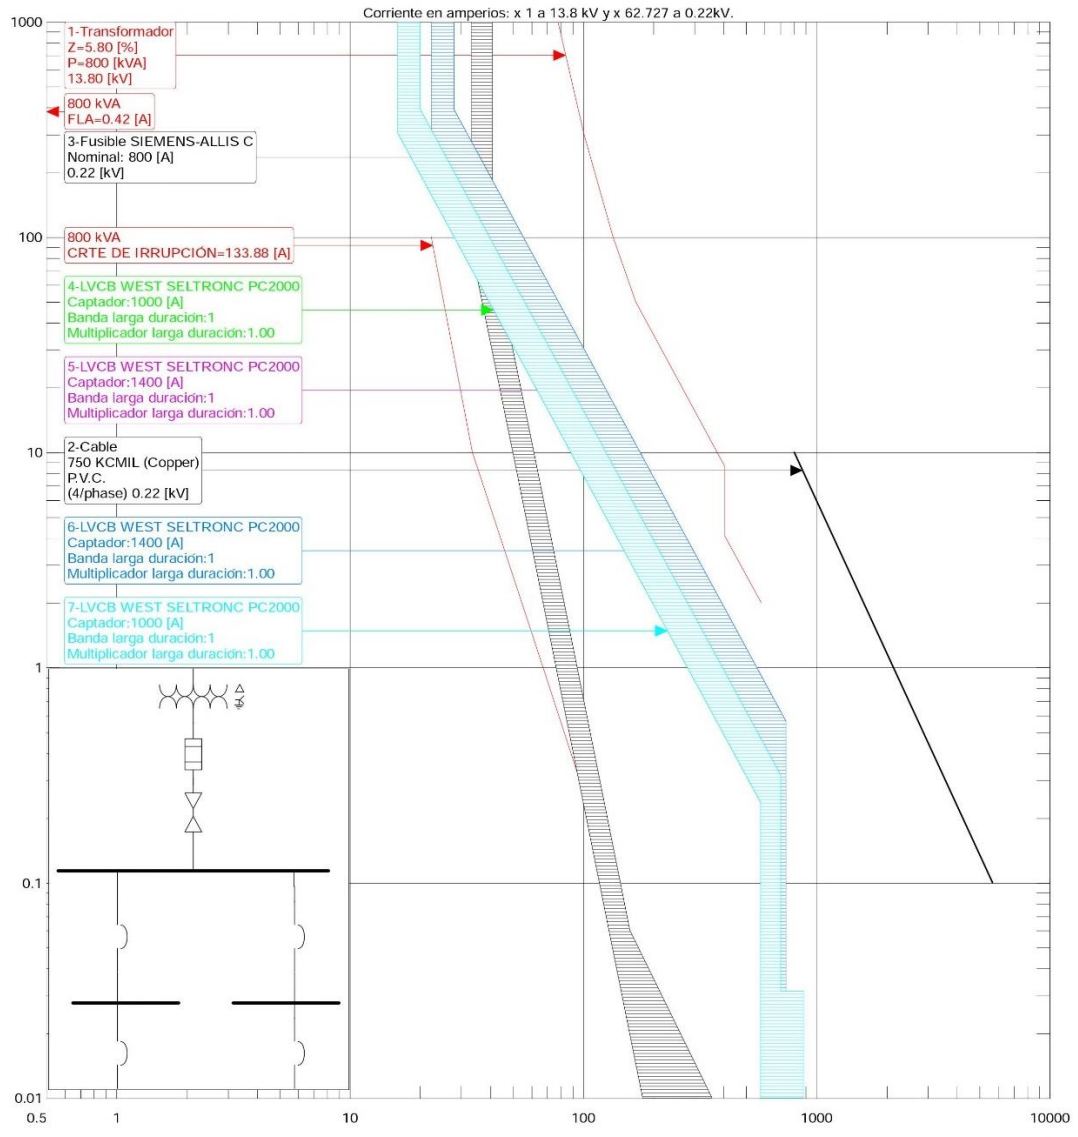 Corriente en amperios: x 1 a 13.8 kV y x 62.727 a 0.22kV.
1000
1-Transformador
Z=5.80 [%]
P=800 [kVA]
13.80 [kV]
800 kVA
FLA=0.42 [A]
3-Fusible SIEMENS-ALLIS C
Nominal: 800 [A]
0.22 [kV]
100
800 kVA
CRTE DE IRRUPCIÓN=133.88 [A]
4-LVCB WEST SELTRONC PC2000
Captador:1000 [A]
Banda larga duración:1
Multiplicador larga duración:1.00
5-LVCB WEST SELTRONC PC2000
Captador:1400 [A]
Banda larga duración:1
Multiplicador larga duración:1.00
10
2-Cable
750 KCMIL (Copper)
P.V.C.
(4/phase) 0.22 [kV]
6-LVCB WEST SELTRONC PC2000
Captador:1400 [A]
Banda larga duración:1
Multiplicador larga duración:1.00
7-LVCB WEST SELTRONC PC2000
Captador:1000 [A]
Banda larga duración:1
Multiplicador larga duración:1.00
1
0.1
0.01
0.5 1 10 100 1000 10000